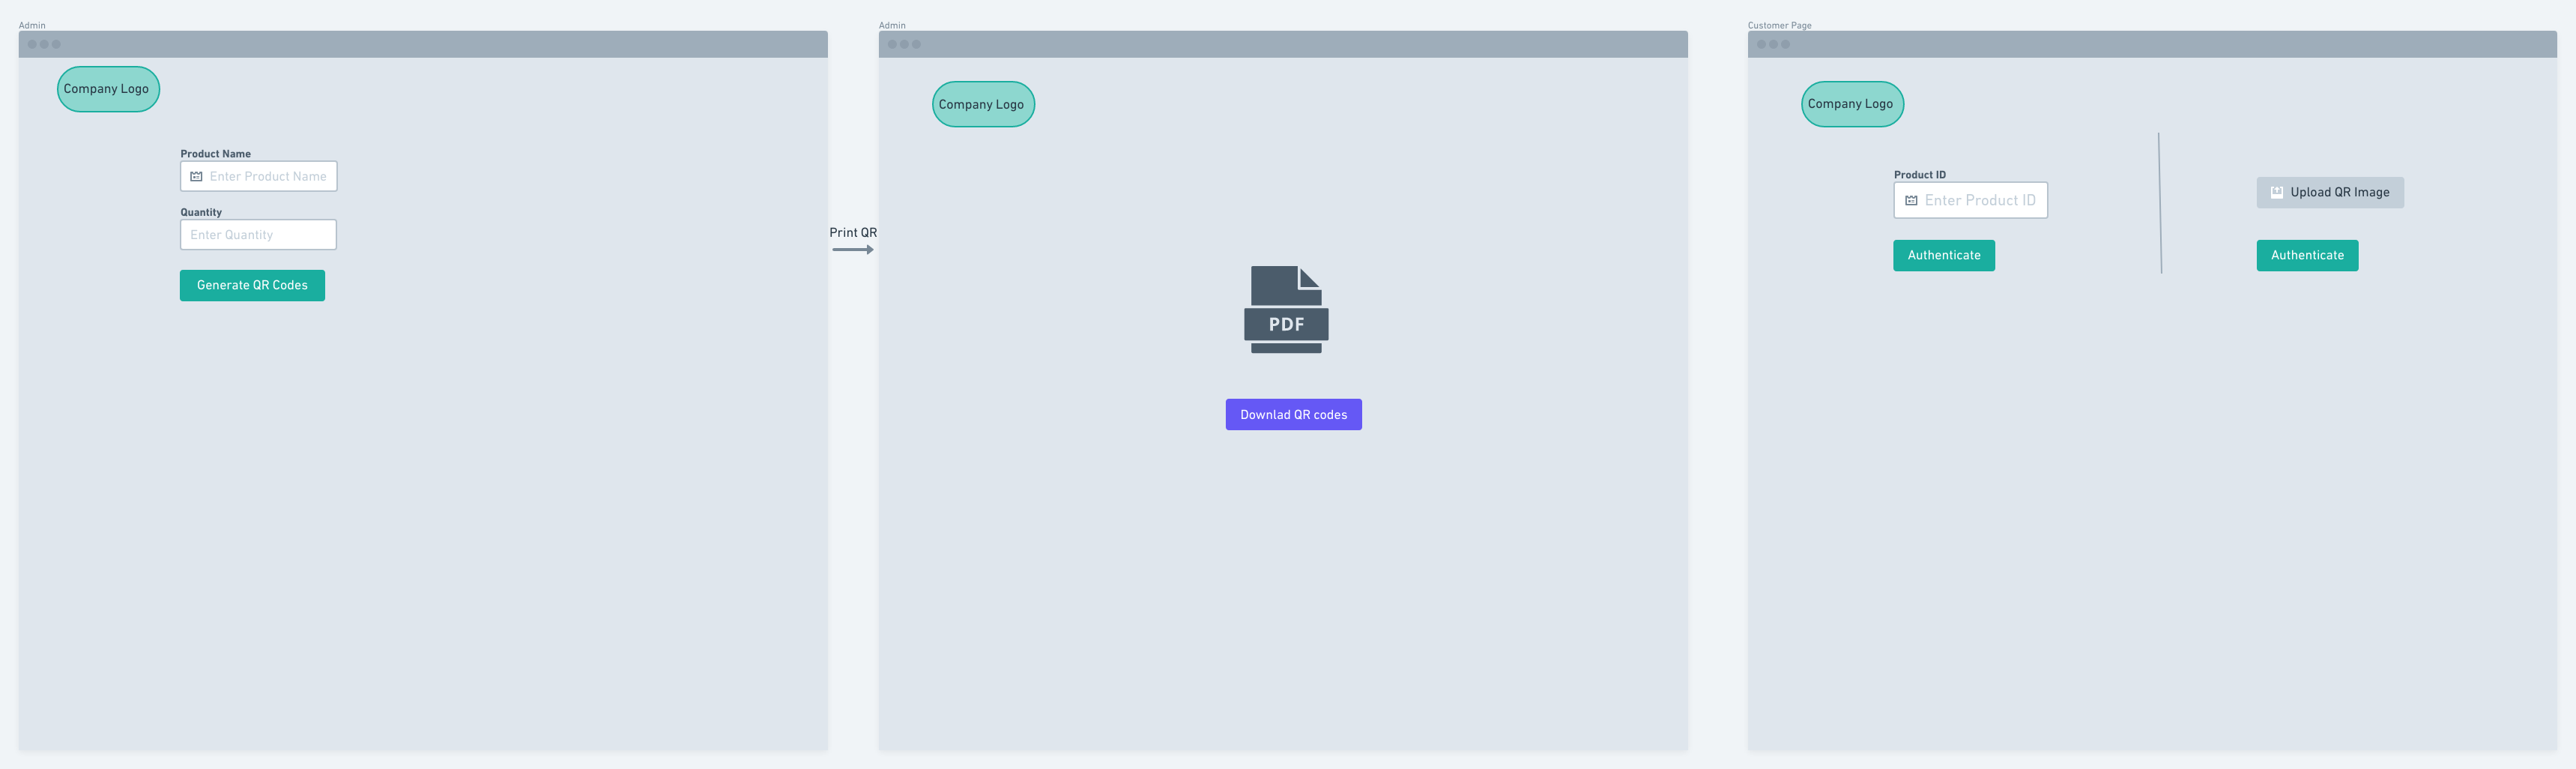 Admin
Company Logo
Product Name
Enter Product Name
Quantity
Enter Quantity
Generate QR Codes
Print QR
Admin
Company Logo
PDF
Downlad QR codes
Customer Page
Company Logo
Product ID
Enter Product ID
Authenticate
Upload QR Image
Authenticate